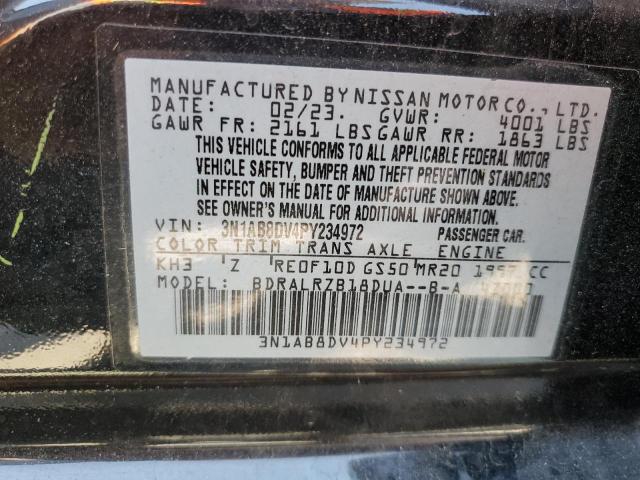 MANUFACTURED BY NISSAN MOTOR CO., LTD.
DATE: 02/23. GVWR: 4001 LBS
GAWR FR: 2161 LBS GAWR RR: 1863 LBS
THIS VEHICLE CONFORMS TO ALL APPLICABLE FEDERAL MOTOR
VEHICLE SAFETY, BUMPER AND THEFT PREVENTION STANDARDS
IN EFFECT ON THE DATE OF MANUFACTURE SHOWN ABOVE.
SEE OWNER'S MANUAL FOR ADDITIONAL INFORMATION.
VIN: 3N1AB8DV4PY234972 PASSENGER CAR.
COLOR TRIM TRANS AXLE ENGINE
KH3 Z RE0F10D GS50 MR20 1997 CC
MODEL: BDRALRZB18DUA--B-A
3N1AB8DV4PY234972